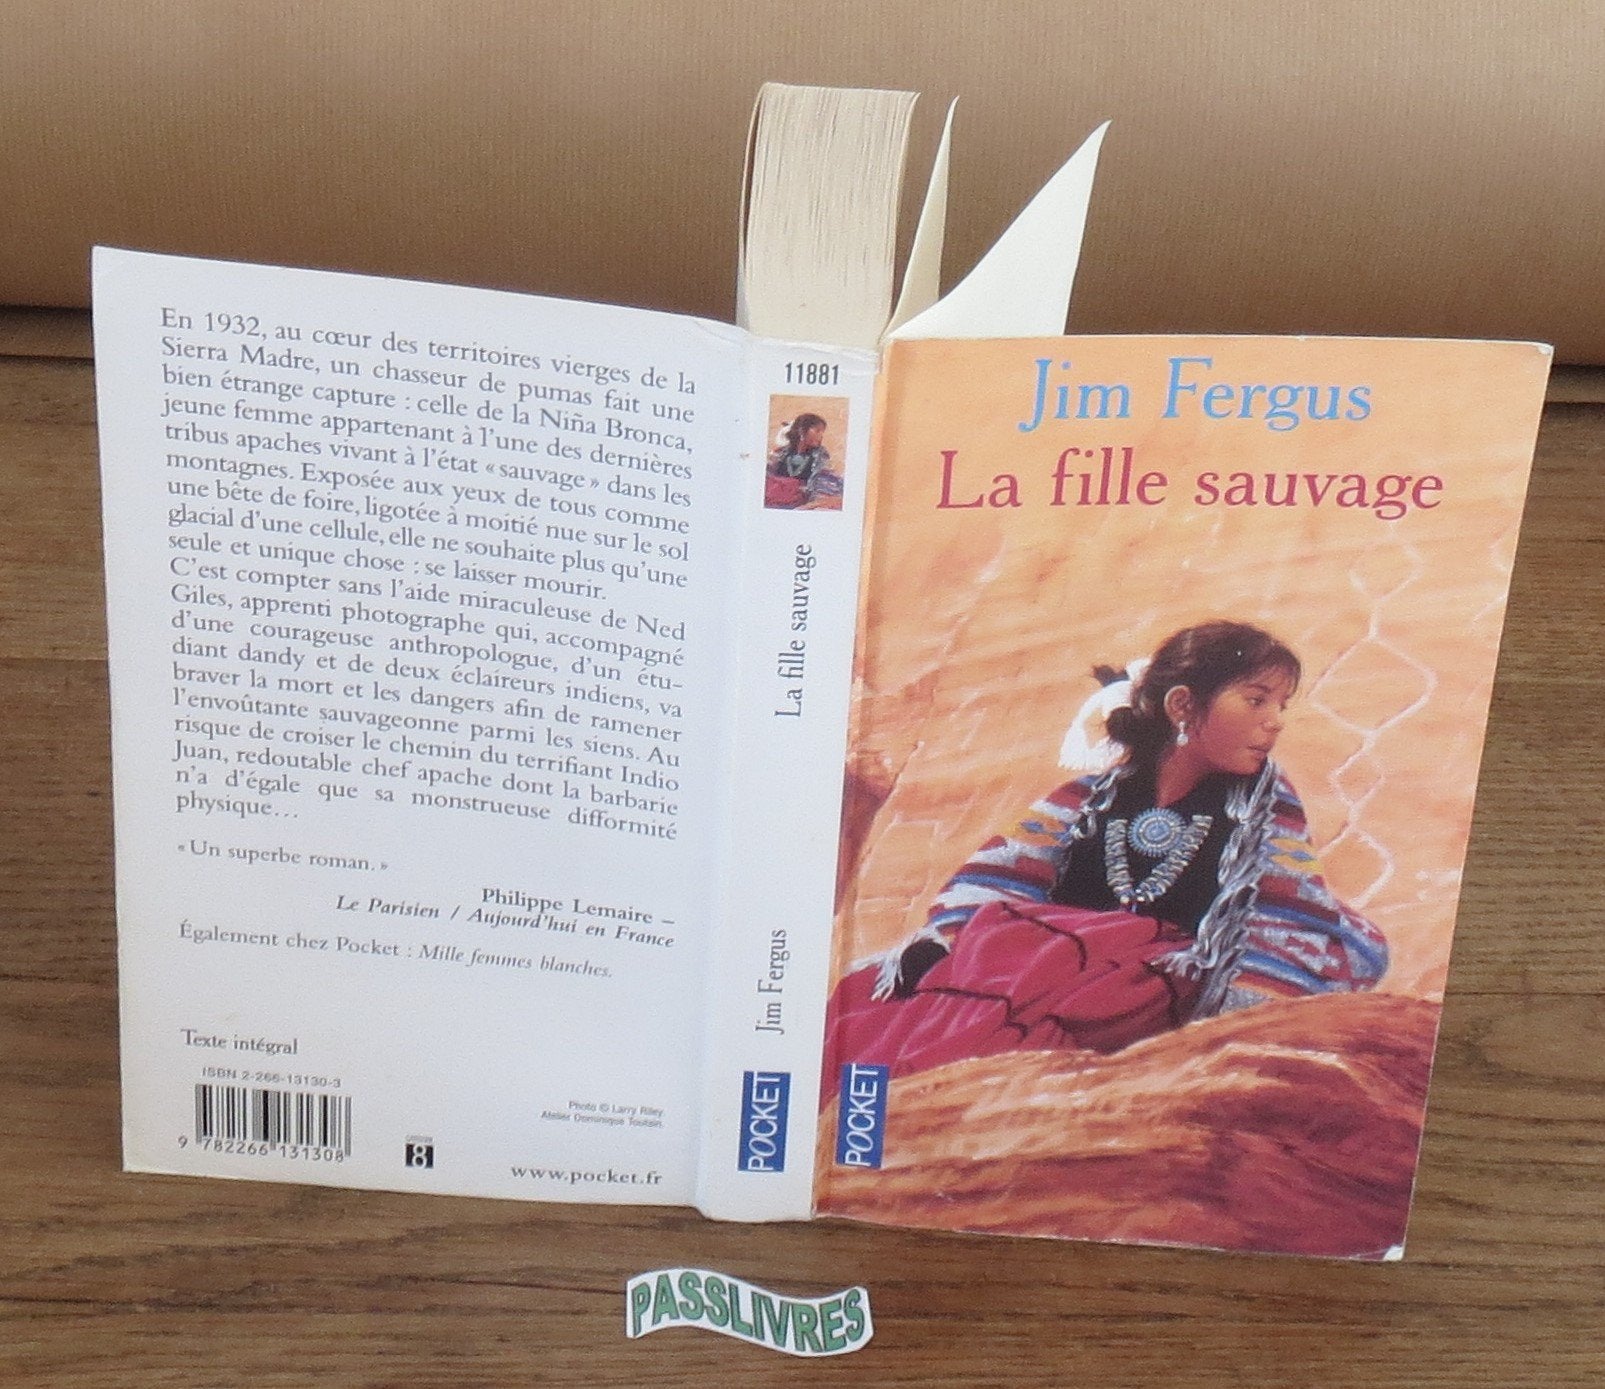 En 1932, au cœur des territoires vierges de la
Sierra Madre, un chasseur de pumas fait une
bien étrange capture : celle de la Niña Bronca,
jeune femme appartenant à l'une des dernières
tribus apaches vivant à l'état « sauvage » dans les
montagnes. Exposée aux yeux de tous comme
une bête de foire, ligotée à moitié nue sur le sol
glacial d'une cellule, elle ne souhaite plus qu'une
seule et unique chose : se laisser mourir.
C'est compter sans l'aide miraculeuse de Ned
Giles, apprenti photographe qui, accompagné
d'une courageuse anthropologue, d'un étu-
diant dandy et de deux éclaireurs indiens, va
braver la mort et les dangers afin de ramener
l'envoûtante sauvageonne parmi les siens. Au
risque de croiser le chemin du terrifiant Indio
Juan, redoutable chef apache dont la barbarie
n'a d'égale que sa monstrueuse difformité
physique…
« Un superbe roman. »
Philippe Lemaire –
Le Parisien / Aujourd'hui en France
Également chez Pocket : Mille femmes blanches.
Texte intégral
ISBN 2-266-13130-3
9 782266 131308
Photo © Larry Riley
Atelier Dominique Toutain.
8
www.pocket.fr
11881
La fille sauvage
Jim Fergus
POCKET
Jim Fergus
La fille sauvage
POCKET
PASSLIVRES